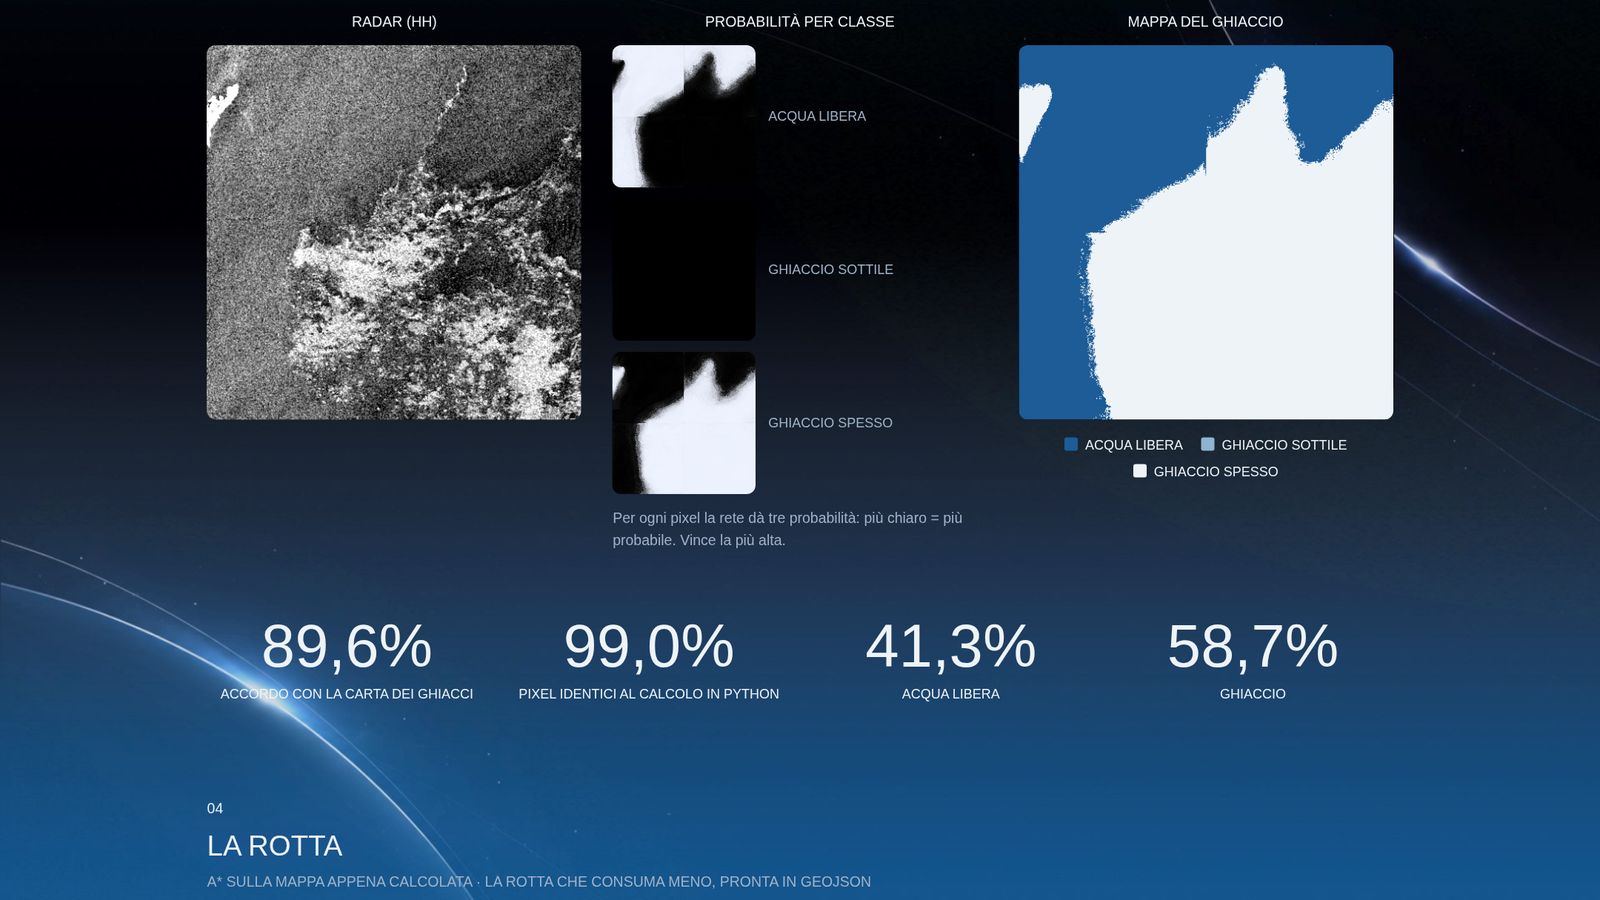 RADAR (HH)
PROBABILITÀ PER CLASSE
MAPPA DEL GHIACCIO
ACQUA LIBERA
GHIACCIO SOTTILE
GHIACCIO SPESSO
Per ogni pixel la rete dà tre probabilità: più chiaro = più
probabile. Vince la più alta.
ACQUA LIBERA
GHIACCIO SOTTILE
GHIACCIO SPESSO
89,6%
ACCORDO CON LA CARTA DEI GHIACCI
99,0%
PIXEL IDENTICI AL CALCOLO IN PYTHON
41,3%
ACQUA LIBERA
58,7%
GHIACCIO
04
LA ROTTA
A* SULLA MAPPA APPENA CALCOLATA · LA ROTTA CHE CONSUMA MENO, PRONTA IN GEOJSON